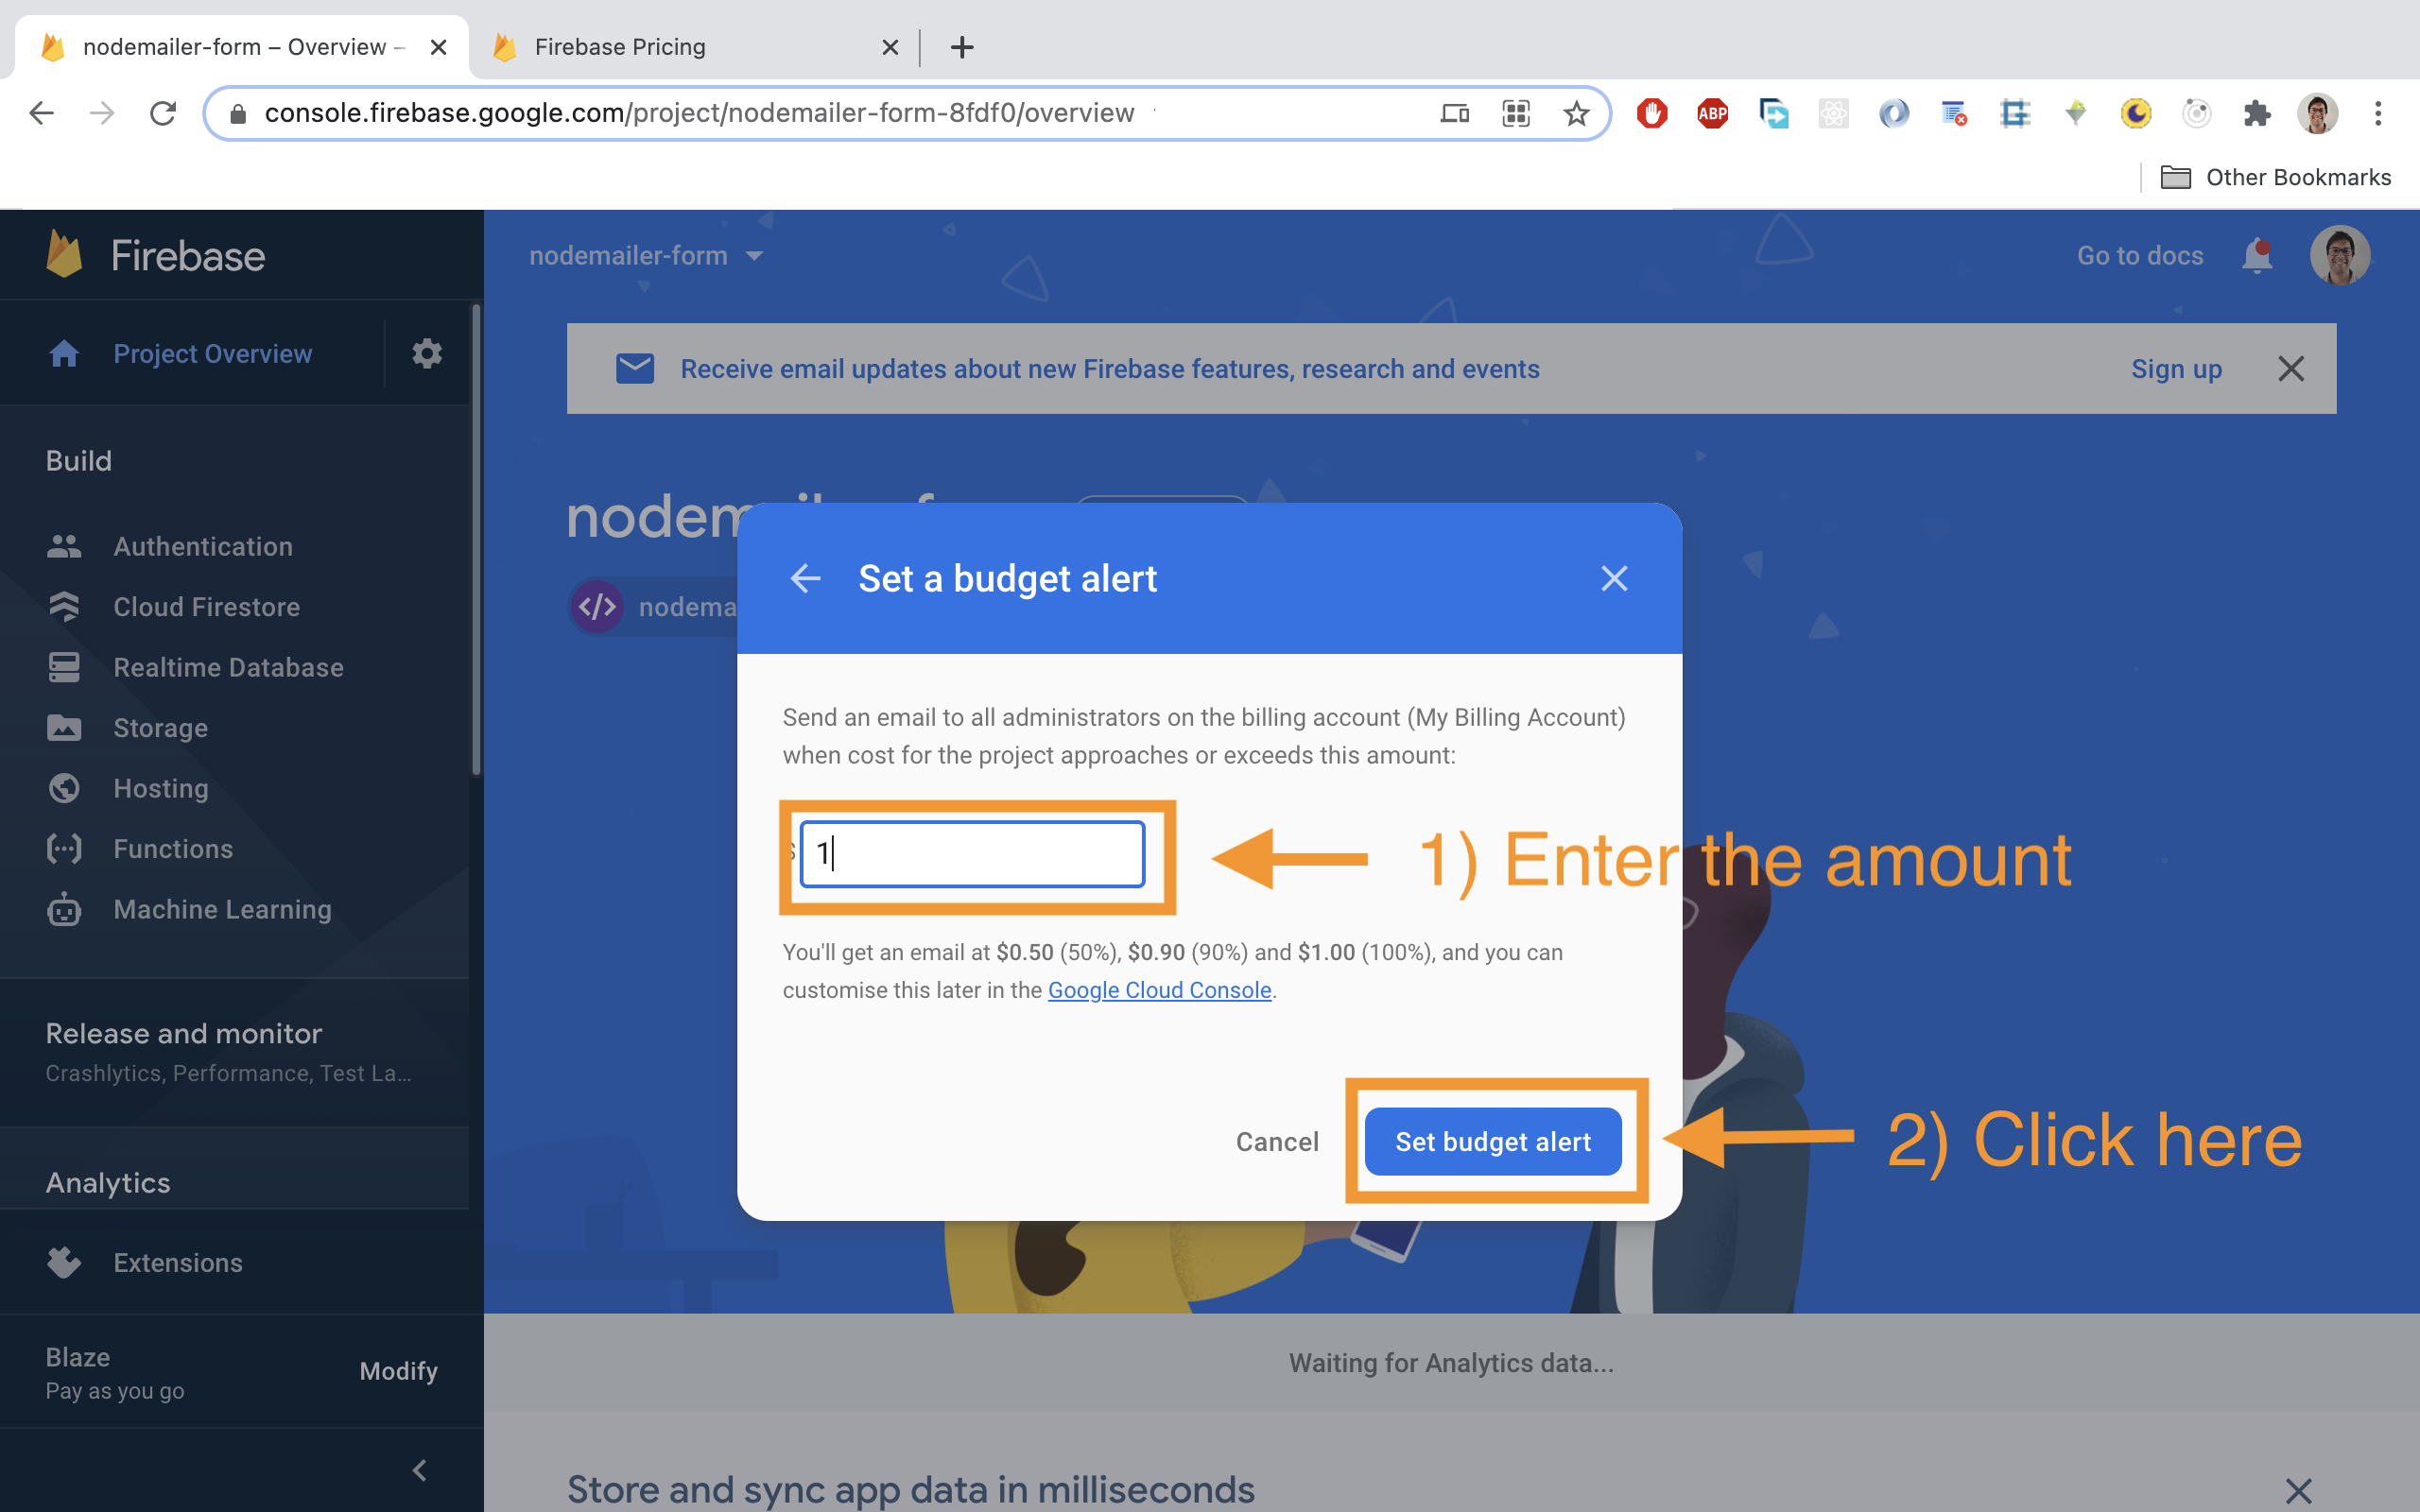 nodemailer-form – Overview –
Firebase Pricing
console.firebase.google.com/project/nodemailer-form-8fdf0/overview
ABP
Other Bookmarks
Firebase
nodemailer-form
Go to docs
Project Overview
Receive email updates about new Firebase features, research and events
Sign up
Build
Authentication
Cloud Firestore
Realtime Database
Storage
Hosting
Functions
Machine Learning
Release and monitor
Crashlytics, Performance, Test La...
Analytics
Extensions
Blaze
Pay as you go
Modify
Set a budget alert
Send an email to all administrators on the billing account (My Billing Account)
when cost for the project approaches or exceeds this amount:
1
1) Enter the amount
You'll get an email at $0.50 (50%), $0.90 (90%) and $1.00 (100%), and you can
customise this later in the Google Cloud Console.
Cancel
Set budget alert
2) Click here
Waiting for Analytics data...
Store and sync app data in milliseconds